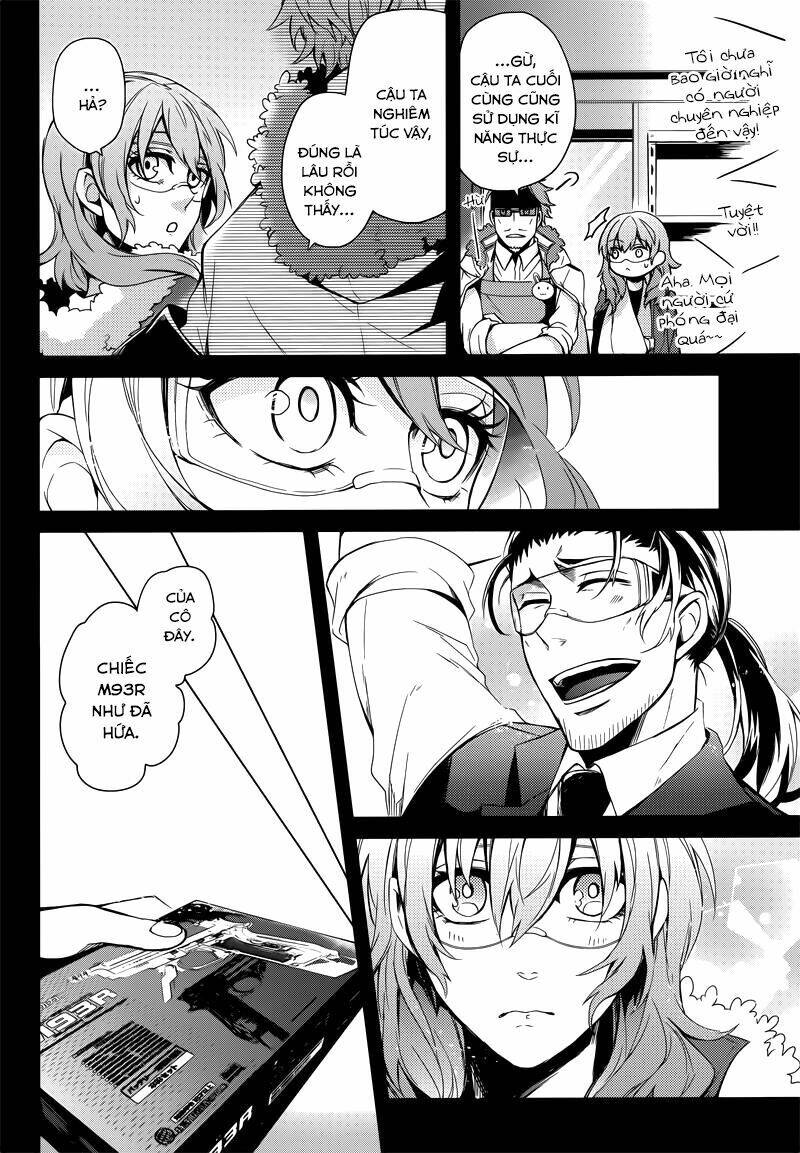 ...GỪ,
CẬU TA CUỐI
CÙNG CŨNG
SỬ DỤNG KĨ
NĂNG THỰC
SỰ...
Tôi chưa
bao giờ nghĩ
có người
chuyên nghiệp
đến vậy!
Tuyệt
vời!!
Aha. Mọi
người cứ
phóng đại
quá~~
Hừ
?
CẬU TA
NGHIÊM
TÚC VẬY,
ĐÚNG LÀ
LÂU RỒI
KHÔNG
THẤY...
...
HẢ?
CỦA
CÔ
ĐÂY.
CHIẾC
M93R
NHƯ ĐÃ
HỨA.
M93R
93R